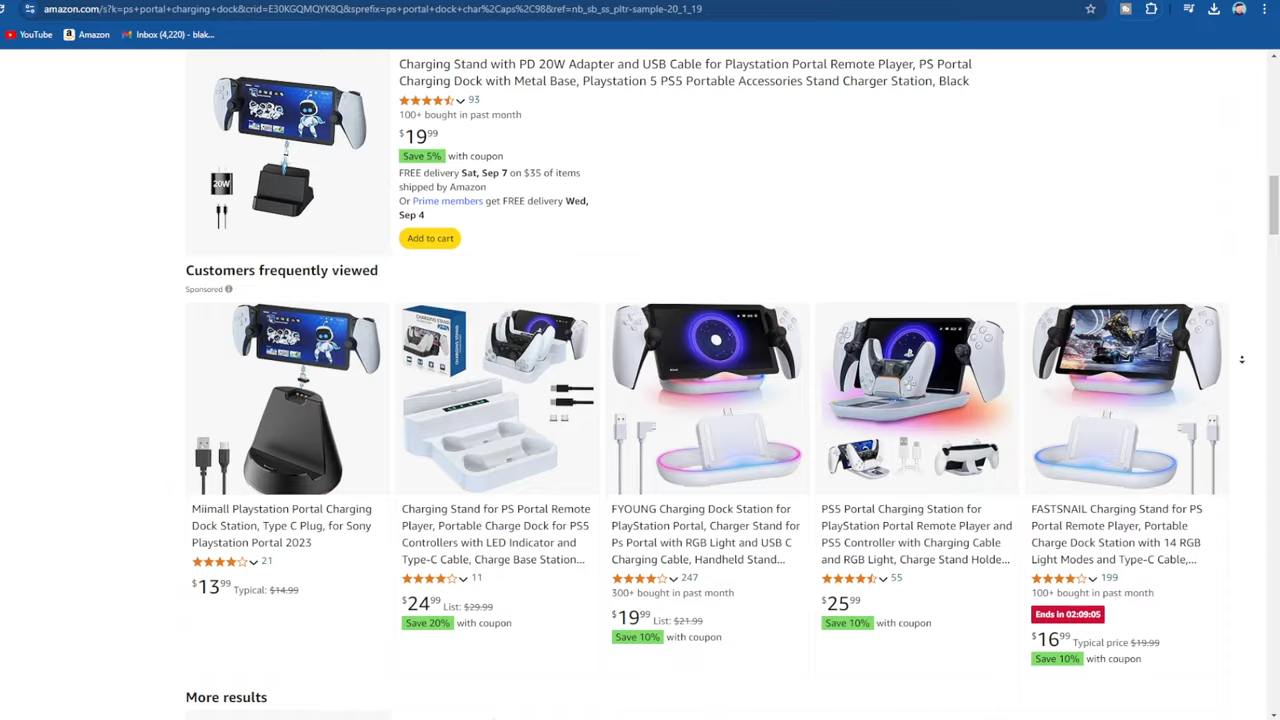 amazon.com/s?k=ps+portal+charging+dock&crid=E30KGQMQYK8Q&sprefix=ps+portal+dock+char%2Caps%2C98&ref=nb_sb_ss_pltr-sample-20_1_19
YouTube Amazon Inbox (4,220) - blak...
Charging Stand with PD 20W Adapter and USB Cable for Playstation Portal Remote Player, PS Portal
Charging Dock with Metal Base, Playstation 5 PS5 Portable Accessories Stand Charger Station, Black
93
100+ bought in past month
$19 99
Save 5% with coupon
FREE delivery Sat, Sep 7 on $35 of items
shipped by Amazon
Or Prime members get FREE delivery Wed,
Sep 4
Add to cart
20W
Customers frequently viewed
Sponsored
CHARGING STAND
Miimall Playstation Portal Charging
Dock Station, Type C Plug, for Sony
Playstation Portal 2023
21
$13 99 Typical: $14.99
Charging Stand for PS Portal Remote
Player, Portable Charge Dock for PS5
Controllers with LED Indicator and
Type-C Cable, Charge Base Station...
11
$24 99 List: $29.99
Save 20% with coupon
FYOUNG Charging Dock Station for
PlayStation Portal, Charger Stand for
Ps Portal with RGB Light and USB C
Charging Cable, Handheld Stand...
247
300+ bought in past month
$19 99 List: $21.99
Save 10% with coupon
PS5 Portal Charging Station for
PlayStation Portal Remote Player and
PS5 Controller with Charging Cable
and RGB Light, Charge Stand Holde...
55
$25 99
Save 10% with coupon
FASTSNAIL Charging Stand for PS
Portal Remote Player, Portable
Charge Dock Station with 14 RGB
Light Modes and Type-C Cable,...
199
100+ bought in past month
Ends in 02:09:05
$16 99 Typical price $19.99
Save 10% with coupon
More results